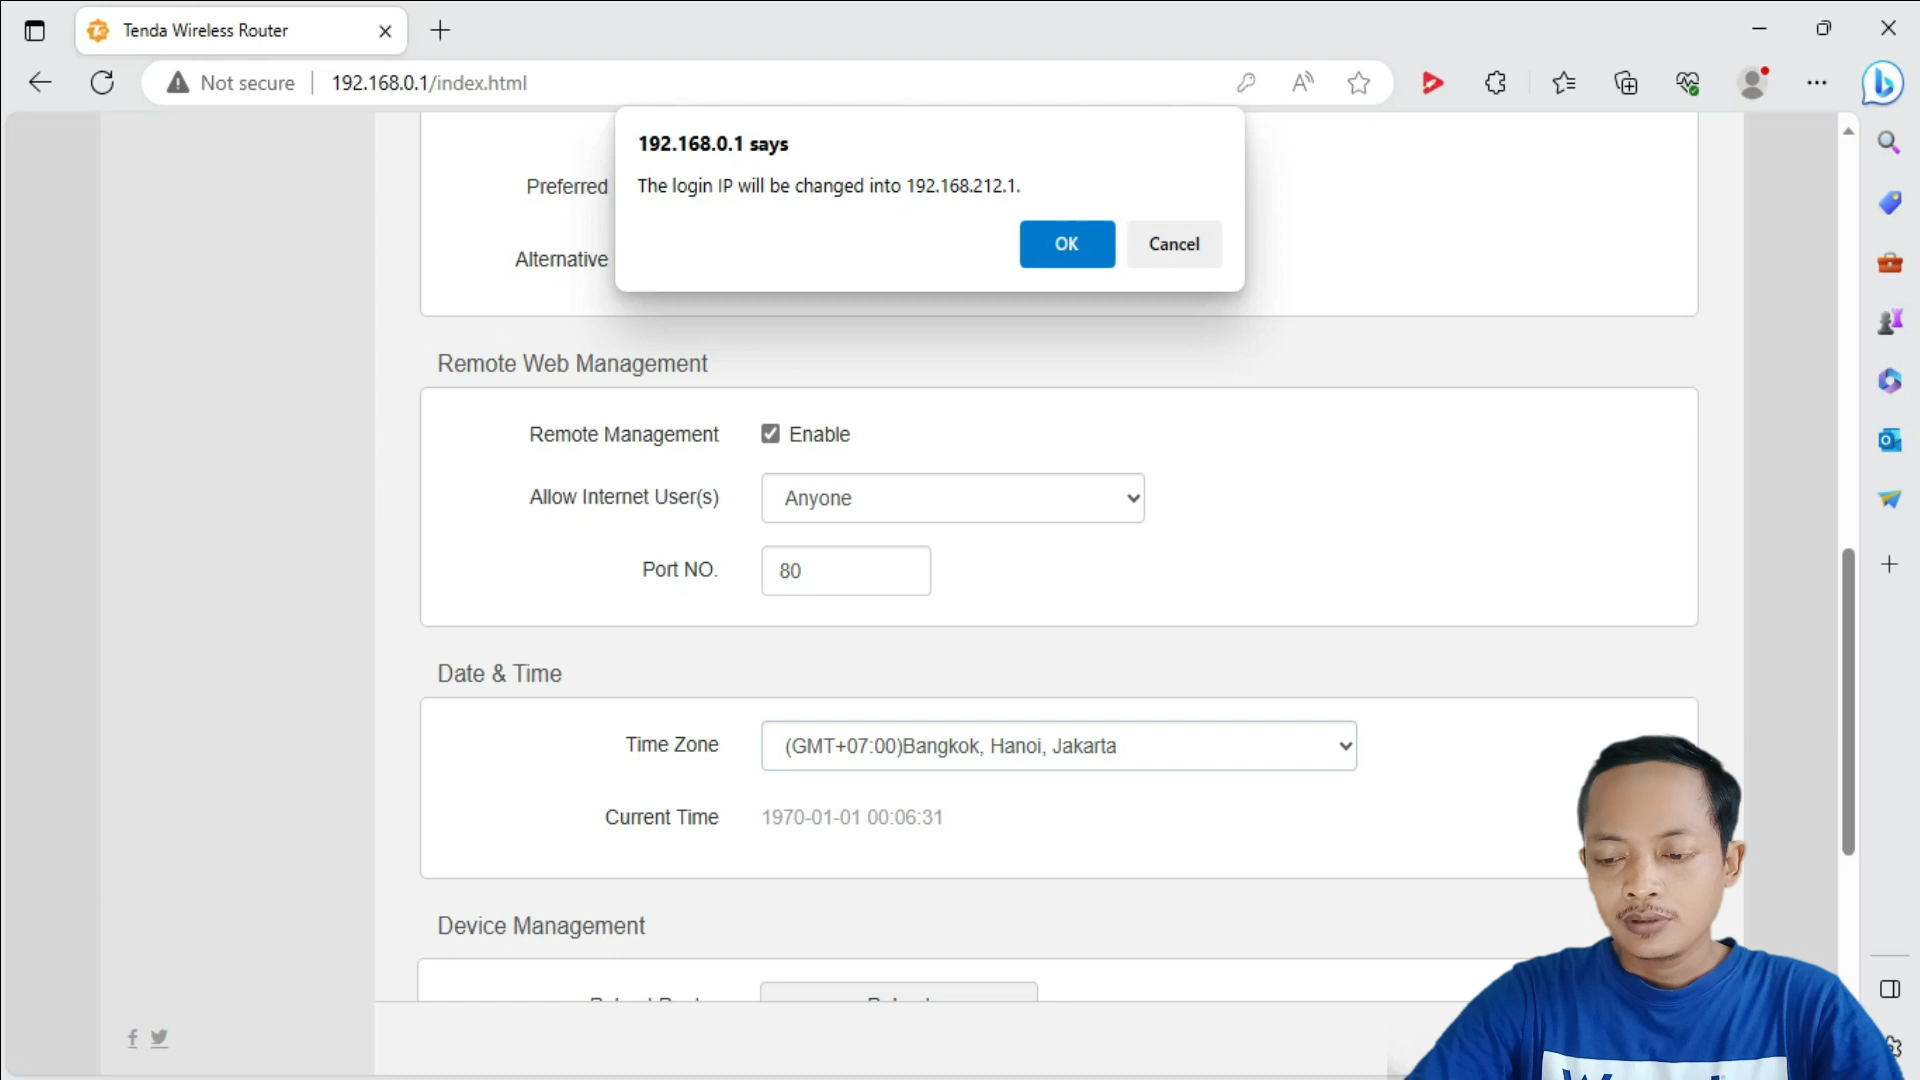 Tenda Wireless Router
Not secure
192.168.0.1/index.html
192.168.0.1 says
The login IP will be changed into 192.168.212.1.
OK
Cancel
Preferred
Alternative
Remote Web Management
Remote Management
Enable
Allow Internet User(s)
Anyone
Port NO.
80
Date & Time
Time Zone
(GMT+07:00)Bangkok, Hanoi, Jakarta
Current Time
1970-01-01 00:06:31
Device Management